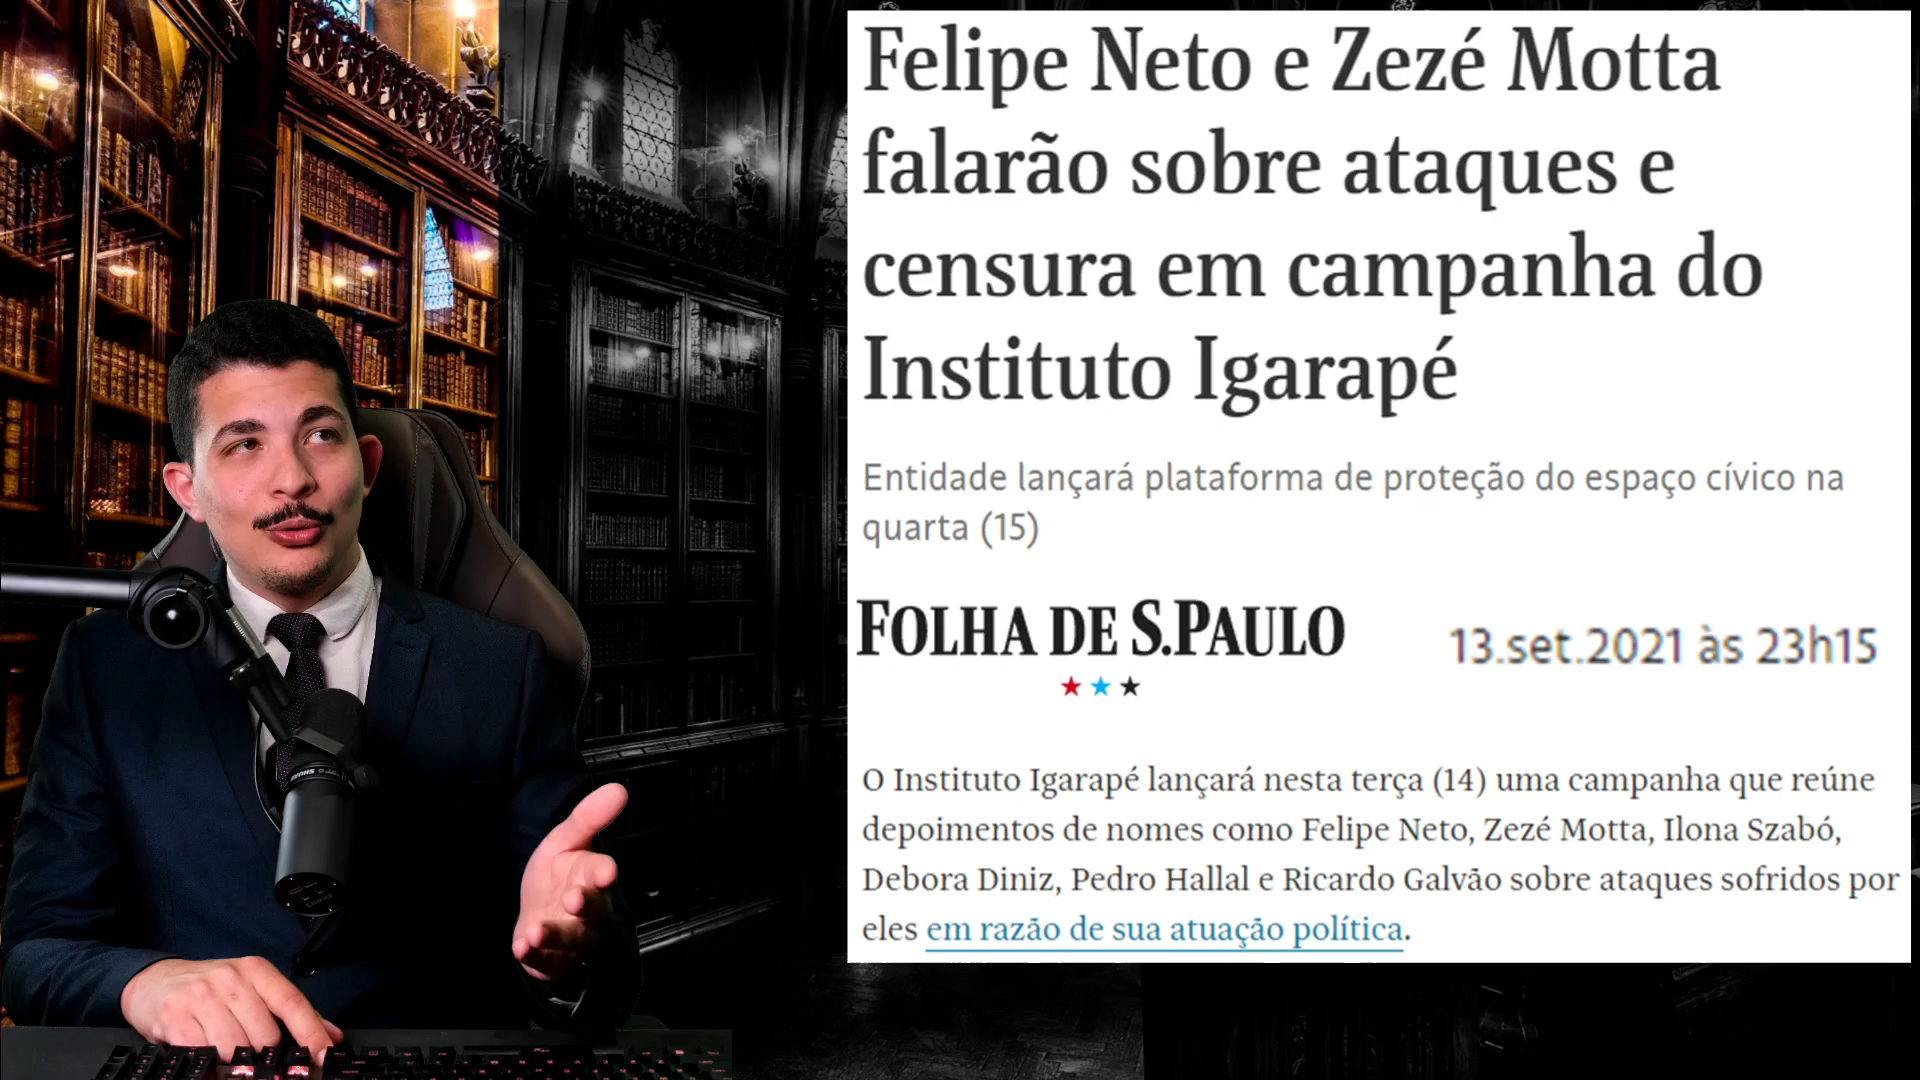 Felipe Neto e Zezé Motta
falarão sobre ataques e
censura em campanha do
Instituto Igarapé
Entidade lançará plataforma de proteção do espaço cívico na
quarta (15)
FOLHA DE S.PAULO
13.set.2021 às 23h15
O Instituto Igarapé lançará nesta terça (14) uma campanha que reúne
depoimentos de nomes como Felipe Neto, Zezé Motta, Ilona Szabó,
Debora Diniz, Pedro Hallal e Ricardo Galvão sobre ataques sofridos por
eles em razão de sua atuação política.